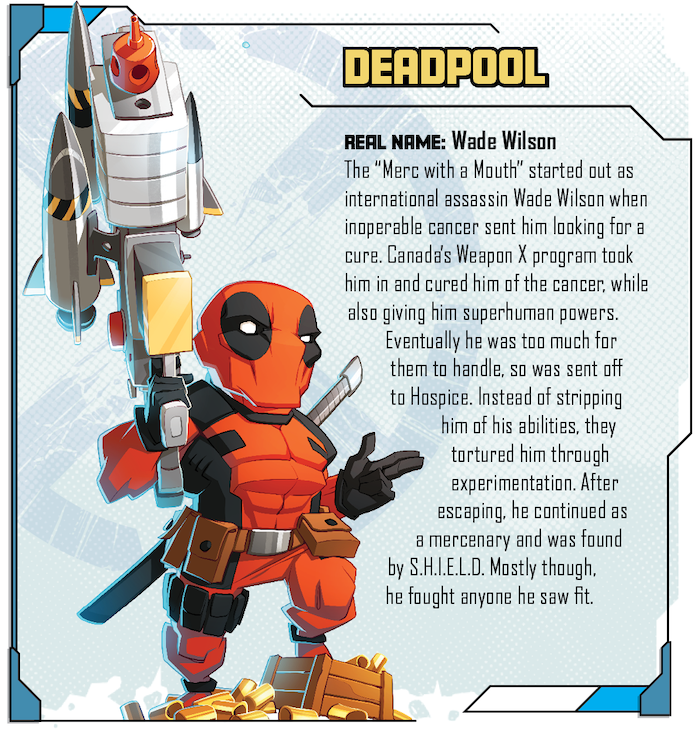 DEADPOOL
REAL NAME: Wade Wilson
The “Merc with a Mouth” started out as
international assassin Wade Wilson when
inoperable cancer sent him looking for a
cure. Canada’s Weapon X program took
him in and cured him of the cancer, while
also giving him superhuman powers.
Eventually he was too much for
them to handle, so was sent off
to Hospice. Instead of stripping
him of his abilities, they
tortured him through
experimentation. After
escaping, he continued as
a mercenary and was found
by S.H.I.E.L.D. Mostly though,
he fought anyone he saw fit.